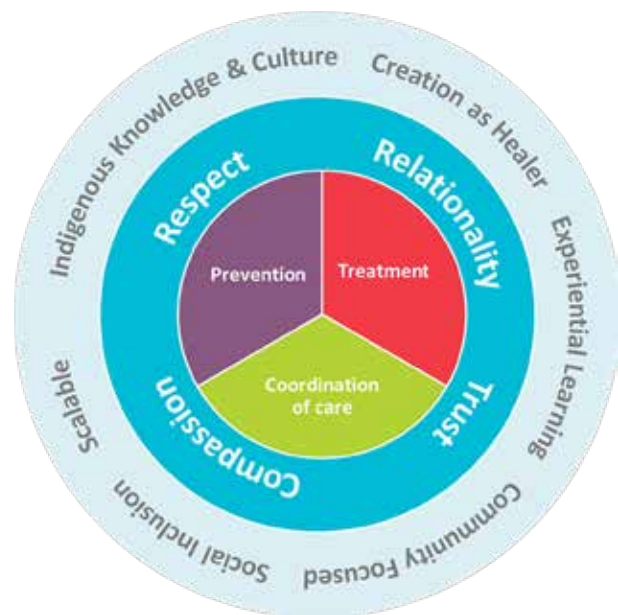 Indigenous Knowledge & Culture
Creation as Healer
Experiential Learning
Community Focused
Social Inclusion
Scalable
Respect
Relationality
Trust
Compassion
Prevention
Treatment
Coordination
of care